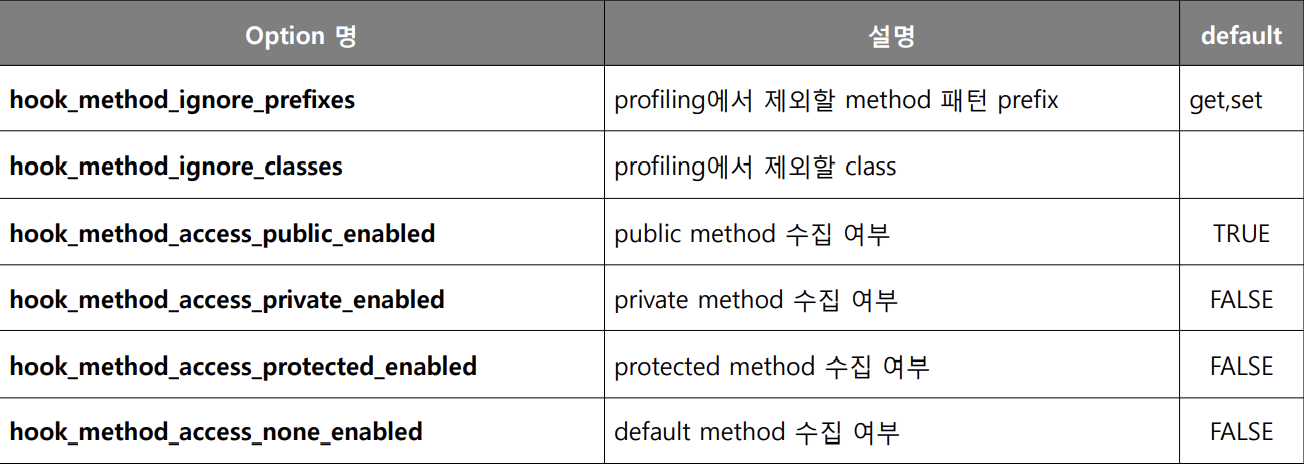 Option 명 설명 default
hook_method_ignore_prefixes profiling에서 제외할 method 패턴 prefix get,set
hook_method_ignore_classes profiling에서 제외할 class
hook_method_access_public_enabled public method 수집 여부 TRUE
hook_method_access_private_enabled private method 수집 여부 FALSE
hook_method_access_protected_enabled protected method 수집 여부 FALSE
hook_method_access_none_enabled default method 수집 여부 FALSE